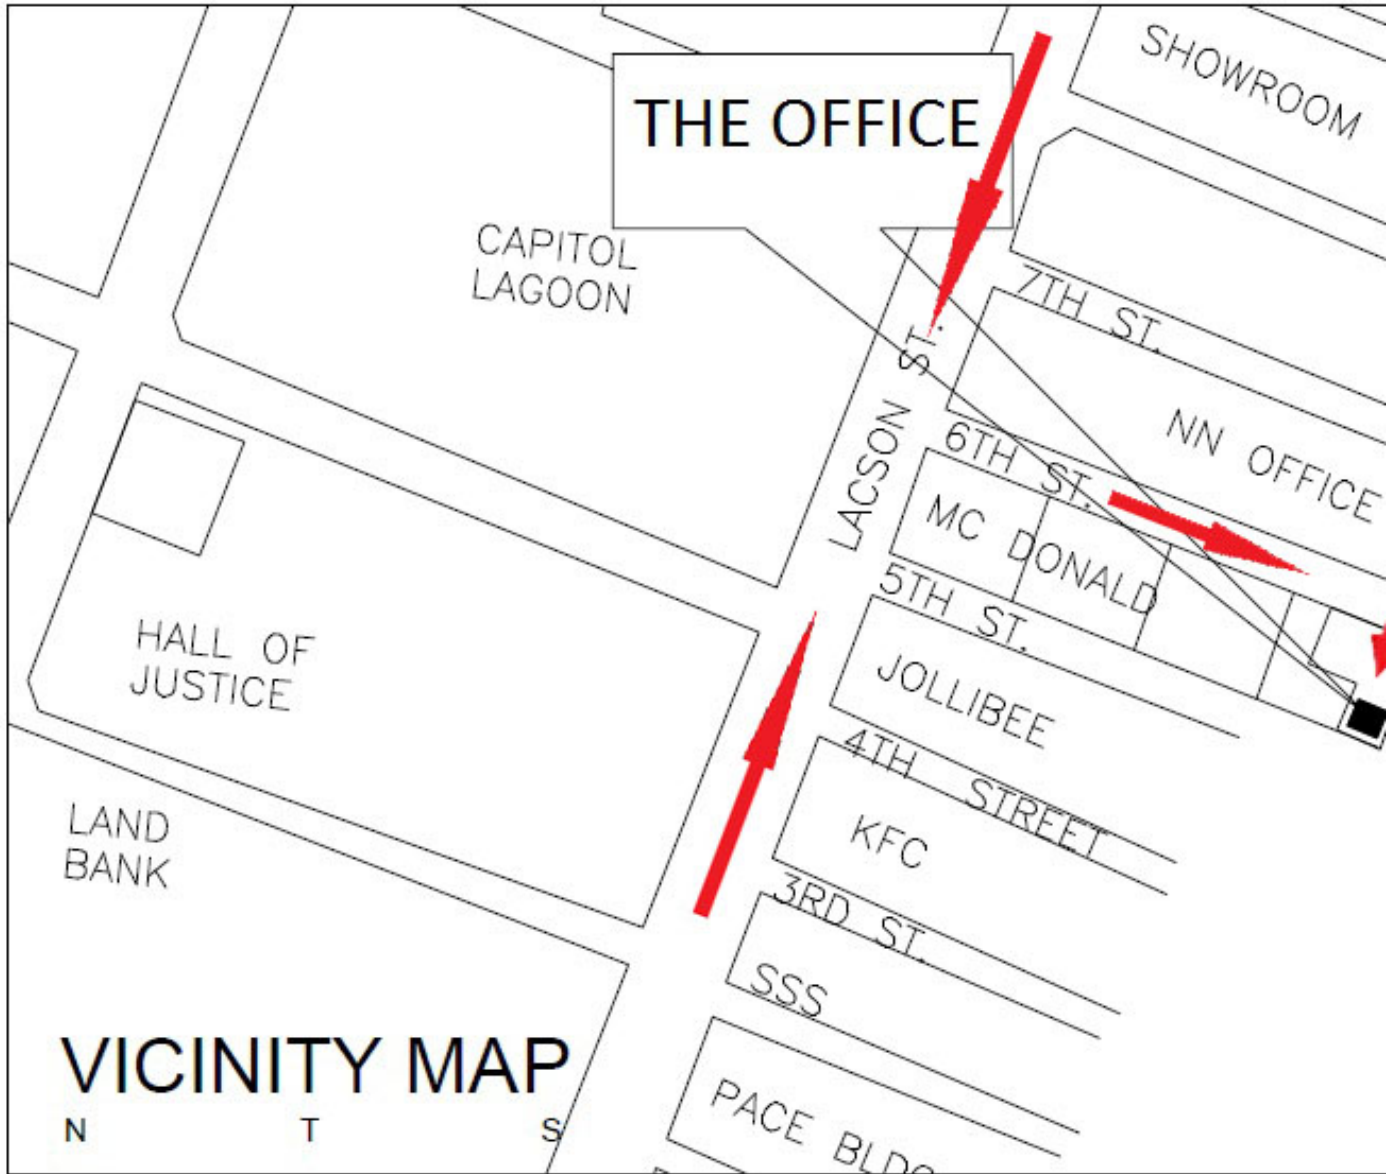 SHOWROOM
THE OFFICE
CAPITOL
LAGOON
7TH ST.
LACSON ST.
NN OFFICE
6TH ST.
MC DONALD
5TH ST.
HALL OF
JUSTICE
JOLLIBEE
4TH STREET
LAND
BANK
KFC
3RD ST.
SSS
VICINITY MAP
N T S
PACE BLDG